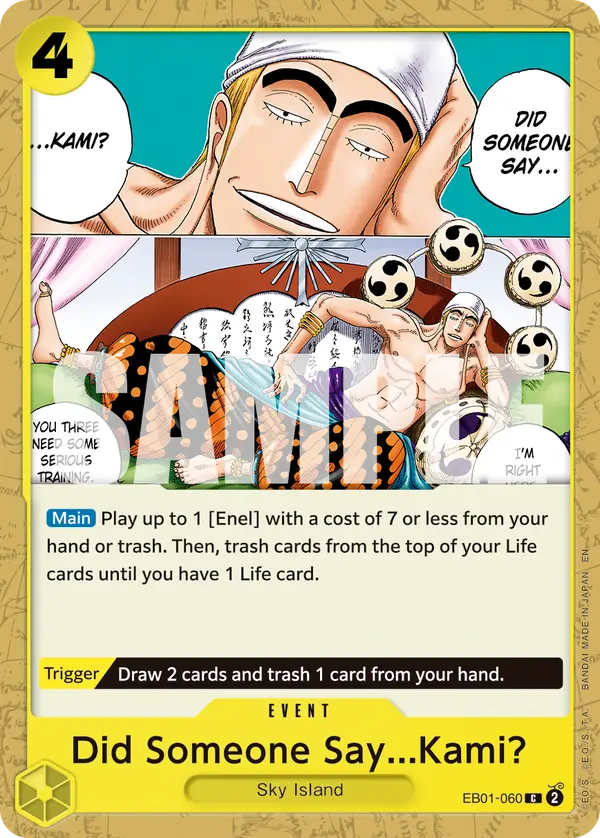 4
...KAMI?
DID
SOMEONE
SAY...
SAMPLE
YOU THREE
NEED SOME
SERIOUS
TRAINING.
I'M
RIGHT
Main Play up to 1 [Enel] with a cost of 7 or less from your
hand or trash. Then, trash cards from the top of your Life
cards until you have 1 Life card.
Trigger Draw 2 cards and trash 1 card from your hand.
EVENT
Did Someone Say...Kami?
Sky Island
EB01-060 C 2
BANDAI MADE IN JAPAN EN